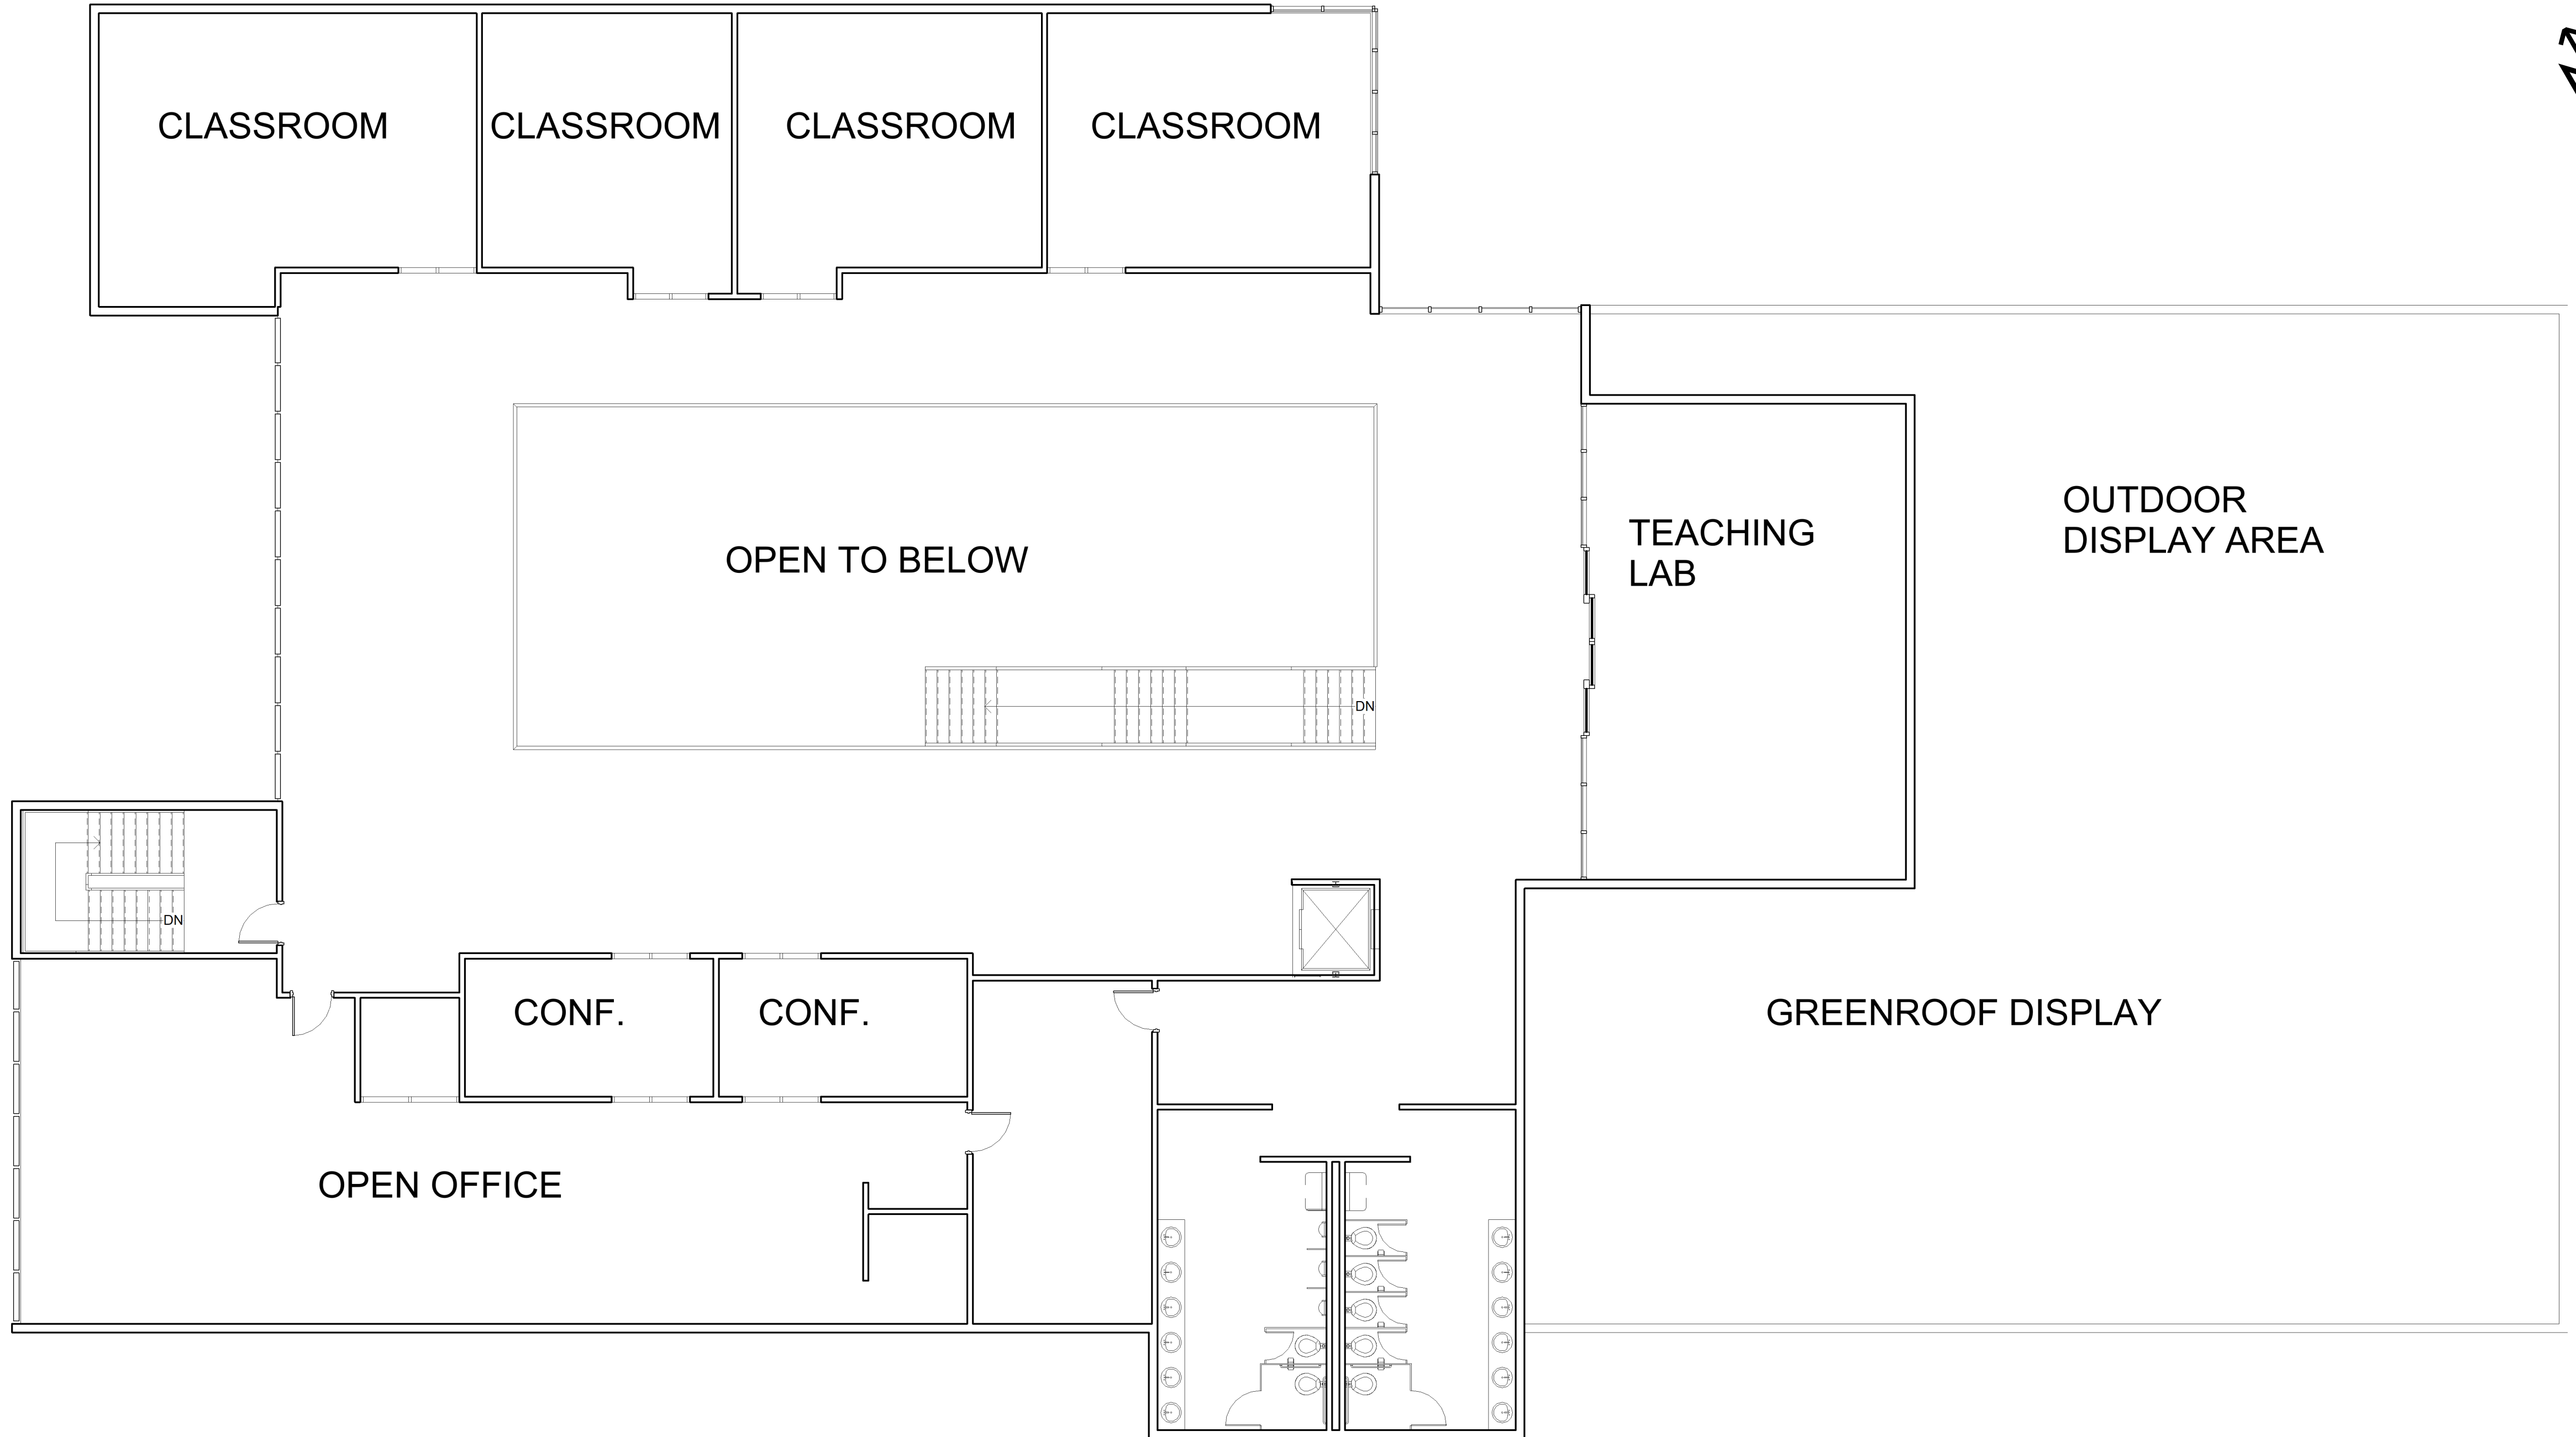 CLASSROOM
CLASSROOM
CLASSROOM
CLASSROOM
OUTDOOR
DISPLAY AREA
TEACHING
LAB
OPEN TO BELOW
DN
DN
CONF.
CONF.
GREENROOF DISPLAY
OPEN OFFICE